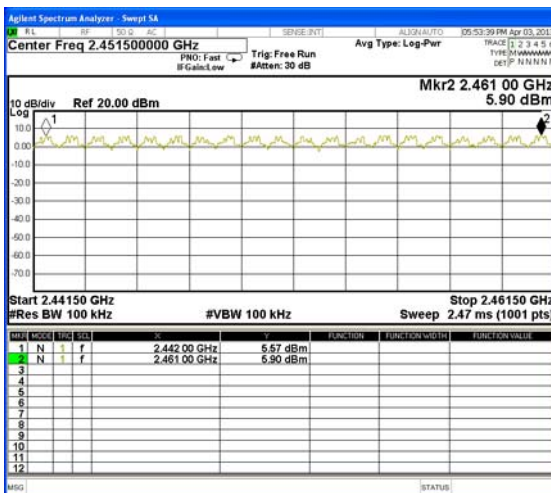 Agilent Spectrum Analyzer - Swept SA
RL RF 50 Ω AC SENSE:INT ALIGN AUTO 05:53:39 PM Apr 03, 201
Center Freq 2.451500000 GHz
PNO: Fast
IFGain:Low
Trig: Free Run
#Atten: 30 dB
Avg Type: Log-Pwr
TRACE 1 2 3 4 5
TYPE M
DET P N N N N
Mkr2 2.461 00 GHz
5.90 dBm
10 dB/div Ref 20.00 dBm
Log
10.0
0.00
-10.0
-20.0
-30.0
-40.0
-50.0
-60.0
-70.0
1
2
Start 2.44150 GHz Stop 2.46150 GHz
#Res BW 100 kHz #VBW 100 kHz Sweep 2.47 ms (1001 pts)
MKR MODE TRC SCL X Y FUNCTION FUNCTION WIDTH FUNCTION VALUE
1 N 1 f 2.442 00 GHz 5.57 dBm
2 N 1 f 2.461 00 GHz 5.90 dBm
3
4
5
6
7
8
9
10
11
12
MSG STATUS